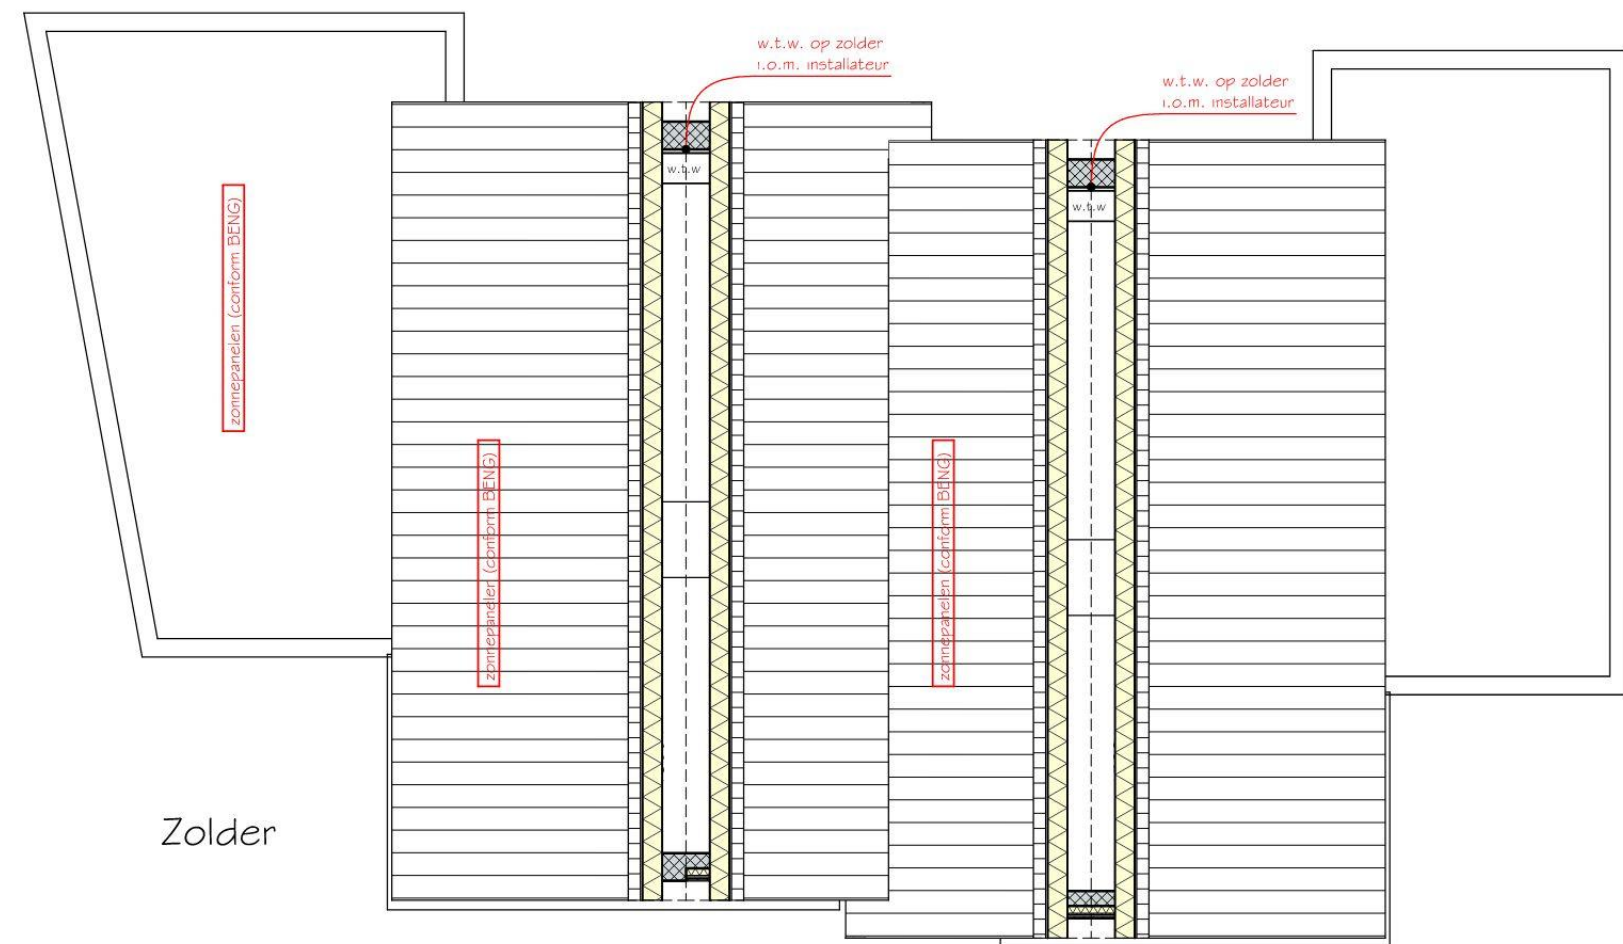 w.t.w. op zolder
i.o.m. installateur
w.t.w. op zolder
i.o.m. installateur
w.t.w
w.t.w
zonnepanelen (conform BENG)
zonnepanelen (conform BENG)
zonnepanelen (conform BENG)
Zolder